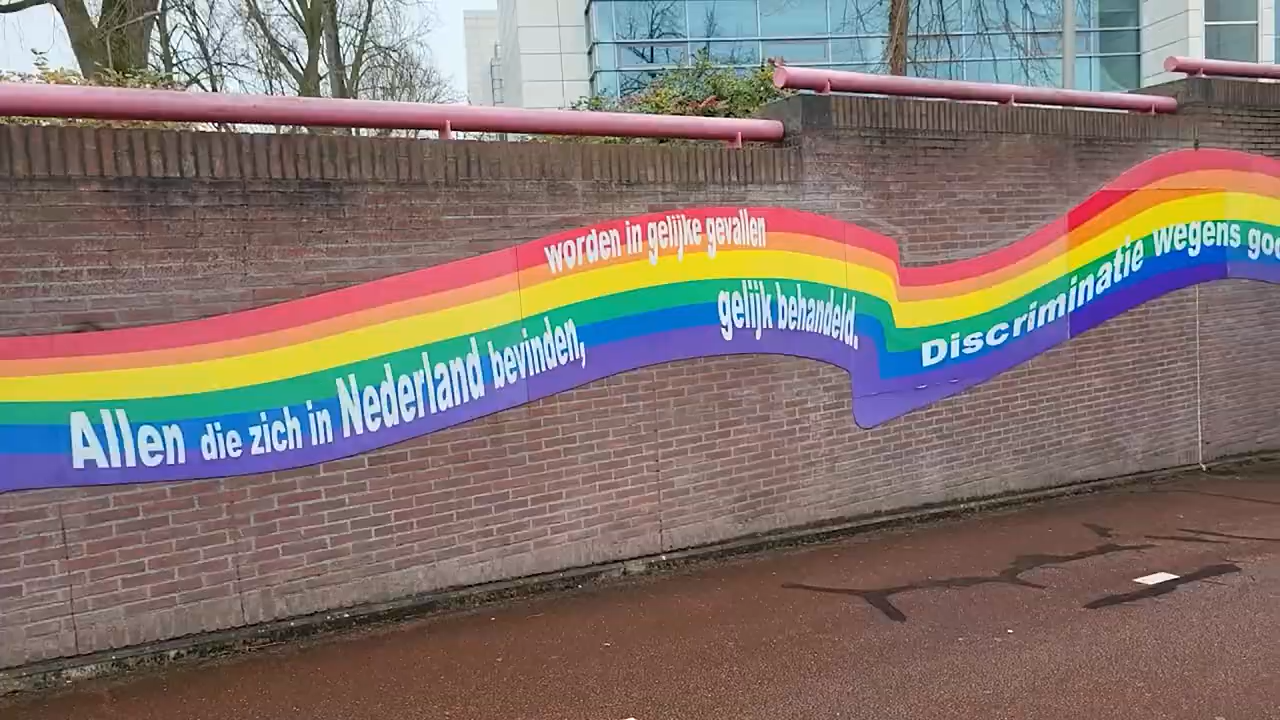 Allen die zich in Nederland bevinden,
worden in gelijke gevallen
gelijk behandeld.
Discriminatie wegens